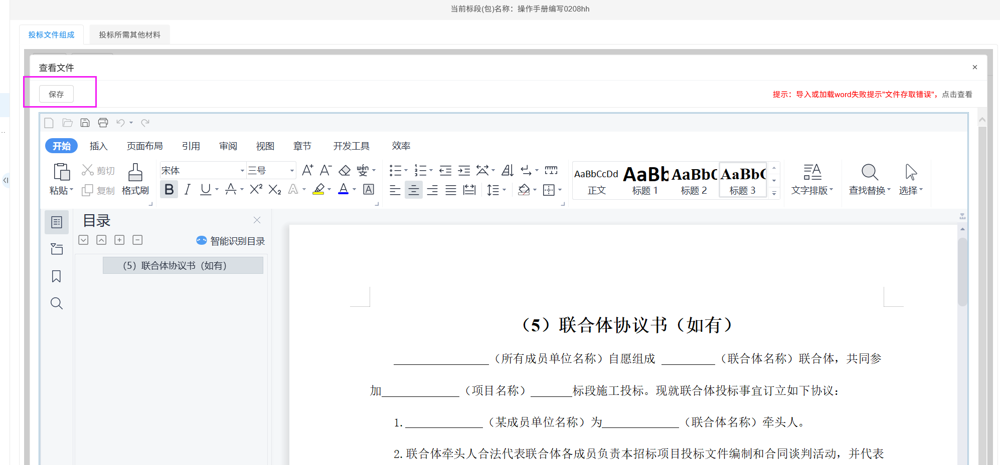 当前标段(包)名称：操作手册编写0208hh
投标文件组成
投标所需其他材料
查看文件
保存
提示：导入或加载word失败提示"文件存取错误"，点击查看
开始 插入 页面布局 引用 审阅 视图 章节 开发工具 效率
粘贴
剪切
复制
格式刷
宋体
三号
wén
变
AaBbCcDd
正文
AaBb
标题 1
AaBbC
标题 2
AaBbC
标题 3
文字排版
查找替换
选择
目录
智能识别目录
（5）联合体协议书（如有）
（5）联合体协议书（如有）
（所有成员单位名称）自愿组成（联合体名称）联合体，共同参
加（项目名称）标段施工投标。现就联合体投标事宜订立如下协议：
1.（某成员单位名称）为（联合体名称）牵头人。
2.联合体牵头人合法代表联合体各成员负责本招标项目投标文件编制和合同谈判活动，并代表